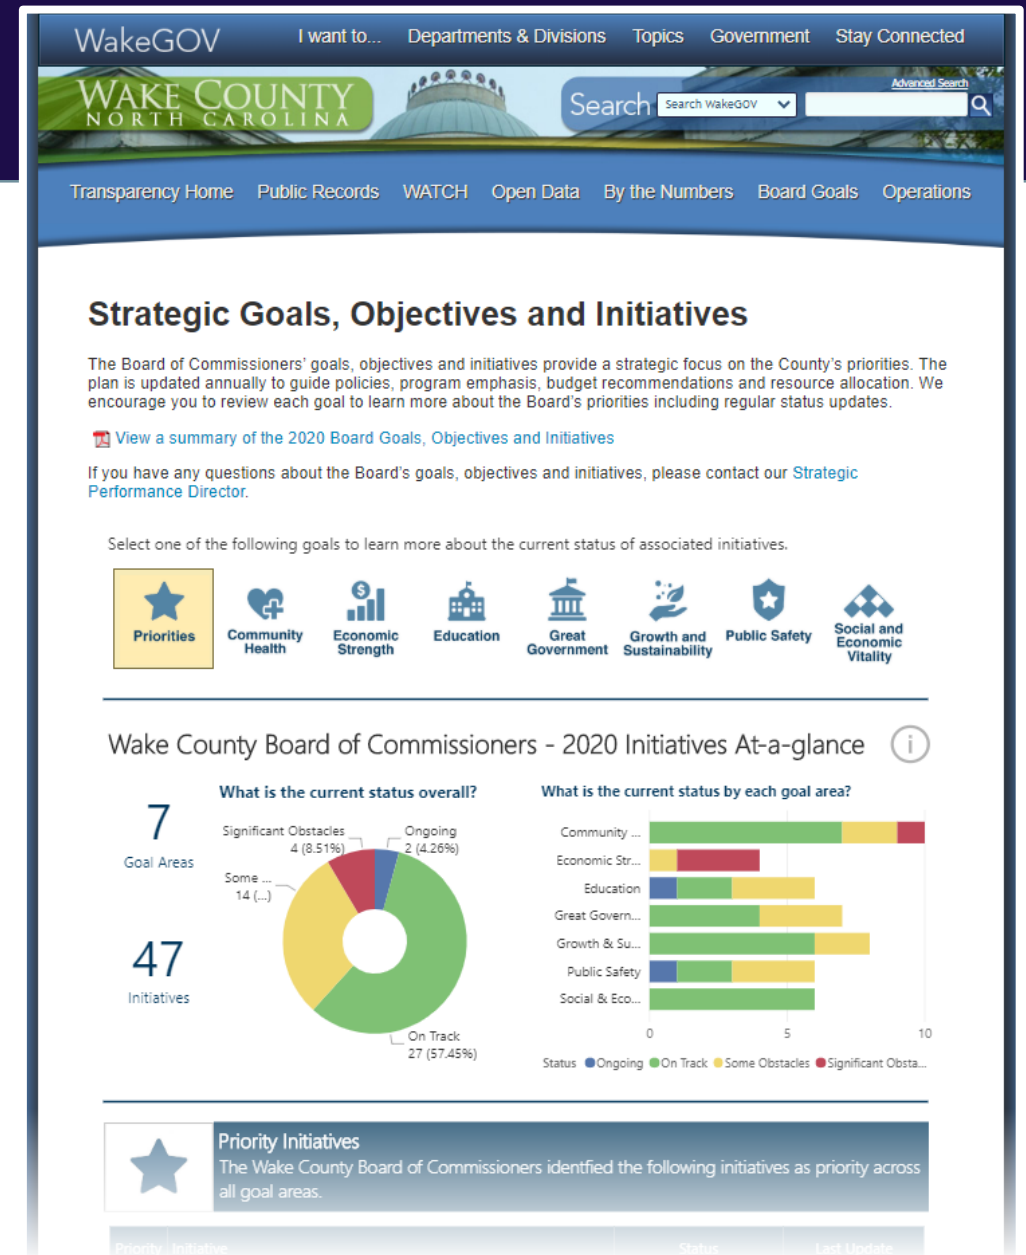 WakeGOV
I want to... Departments & Divisions Topics Government Stay Connected
WAKE COUNTY
NORTH CAROLINA
Advanced Search
Search Search WakeGOV
Transparency Home Public Records WATCH Open Data By the Numbers Board Goals Operations
Strategic Goals, Objectives and Initiatives
The Board of Commissioners' goals, objectives and initiatives provide a strategic focus on the County's priorities. The
plan is updated annually to guide policies, program emphasis, budget recommendations and resource allocation. We
encourage you to review each goal to learn more about the Board's priorities including regular status updates.
View a summary of the 2020 Board Goals, Objectives and Initiatives
If you have any questions about the Board's goals, objectives and initiatives, please contact our Strategic
Performance Director.
Select one of the following goals to learn more about the current status of associated initiatives.
Priorities
Community
Health
Economic
Strength
Education
Great
Government
Growth and
Sustainability
Public Safety
Social and
Economic
Vitality
Wake County Board of Commissioners - 2020 Initiatives At-a-glance
7
Goal Areas
47
Initiatives
What is the current status overall?
Significant Obstacles
4 (8.51%)
Ongoing
2 (4.26%)
Some ...
14 (...)
On Track
27 (57.45%)
What is the current status by each goal area?
Community ...
Economic Str...
Education
Great Govern...
Growth & Su...
Public Safety
Social & Eco...
0 5 10
Status Ongoing On Track Some Obstacles Significant Obsta...
Priority Initiatives
The Wake County Board of Commissioners identfied the following initiatives as priority across
all goal areas.
Priority Initiative Status Last Update